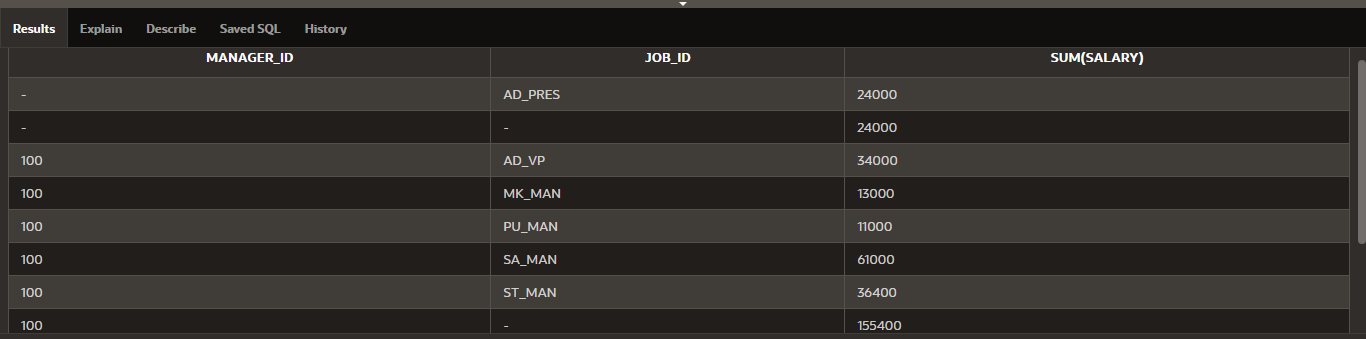 Results Explain Describe Saved SQL History
MANAGER_ID JOB_ID SUM(SALARY)
- AD_PRES 24000
- - 24000
100 AD_VP 34000
100 MK_MAN 13000
100 PU_MAN 11000
100 SA_MAN 61000
100 ST_MAN 36400
100 - 155400